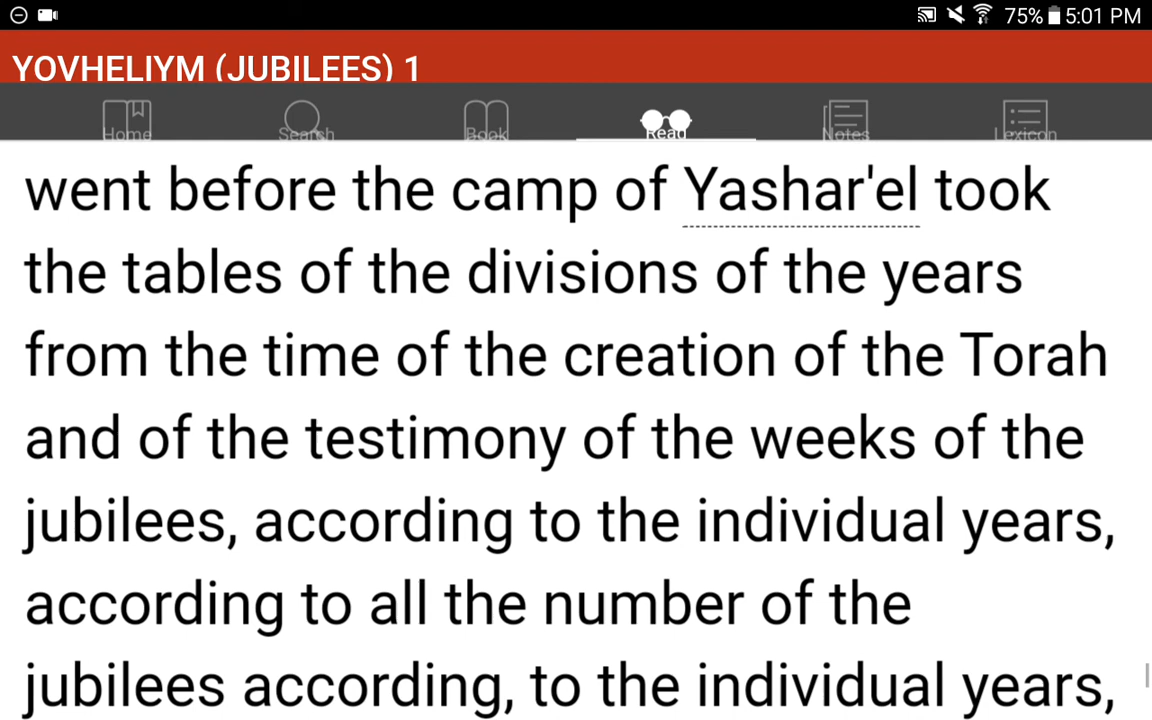 75% 5:01 PM
YOVHELIYM (JUBILEES) 1
Home Search Book Read Notes Lexicon
went before the camp of Yashar'el took
the tables of the divisions of the years
from the time of the creation of the Torah
and of the testimony of the weeks of the
jubilees, according to the individual years,
according to all the number of the
jubilees according, to the individual years,